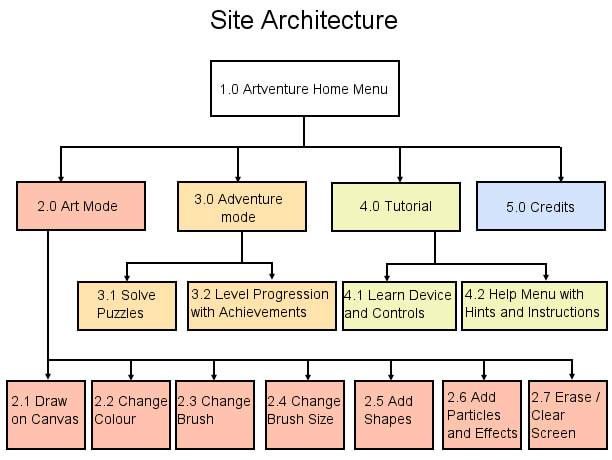 Site Architecture
1.0 Artventure Home Menu
2.0 Art Mode
3.0 Adventure
mode
4.0 Tutorial
5.0 Credits
3.1 Solve
Puzzles
3.2 Level Progression
with Achievements
4.1 Learn Device
and Controls
4.2 Help Menu with
Hints and Instructions
2.1 Draw
on Canvas
2.2 Change
Colour
2.3 Change
Brush
2.4 Change
Brush Size
2.5 Add
Shapes
2.6 Add
Particles
and Effects
2.7 Erase /
Clear
Screen